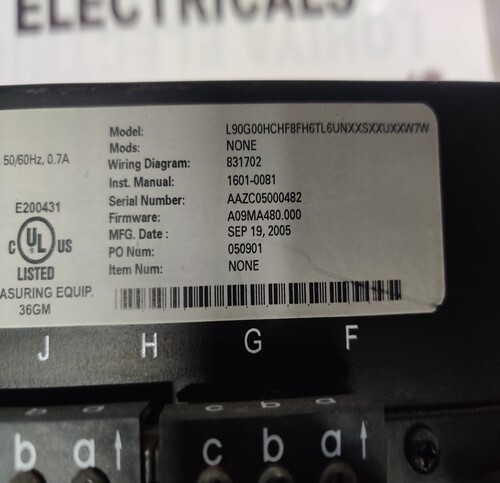 ELECTRICALS
Model: L90G00HCHF8FH6TL6UNXXSXXUXXW7W
Mods: NONE
50/60Hz, 0.7A
Wiring Diagram: 831702
Inst. Manual: 1601-0081
Serial Number: AAZC05000482
E200431
Firmware: A09MA480.000
C UL US
MFG. Date : SEP 19, 2005
PO Num: 050901
LISTED
Item Num: NONE
ASURING EQUIP.
36GM
J H G F
b a c b a
b a c b a